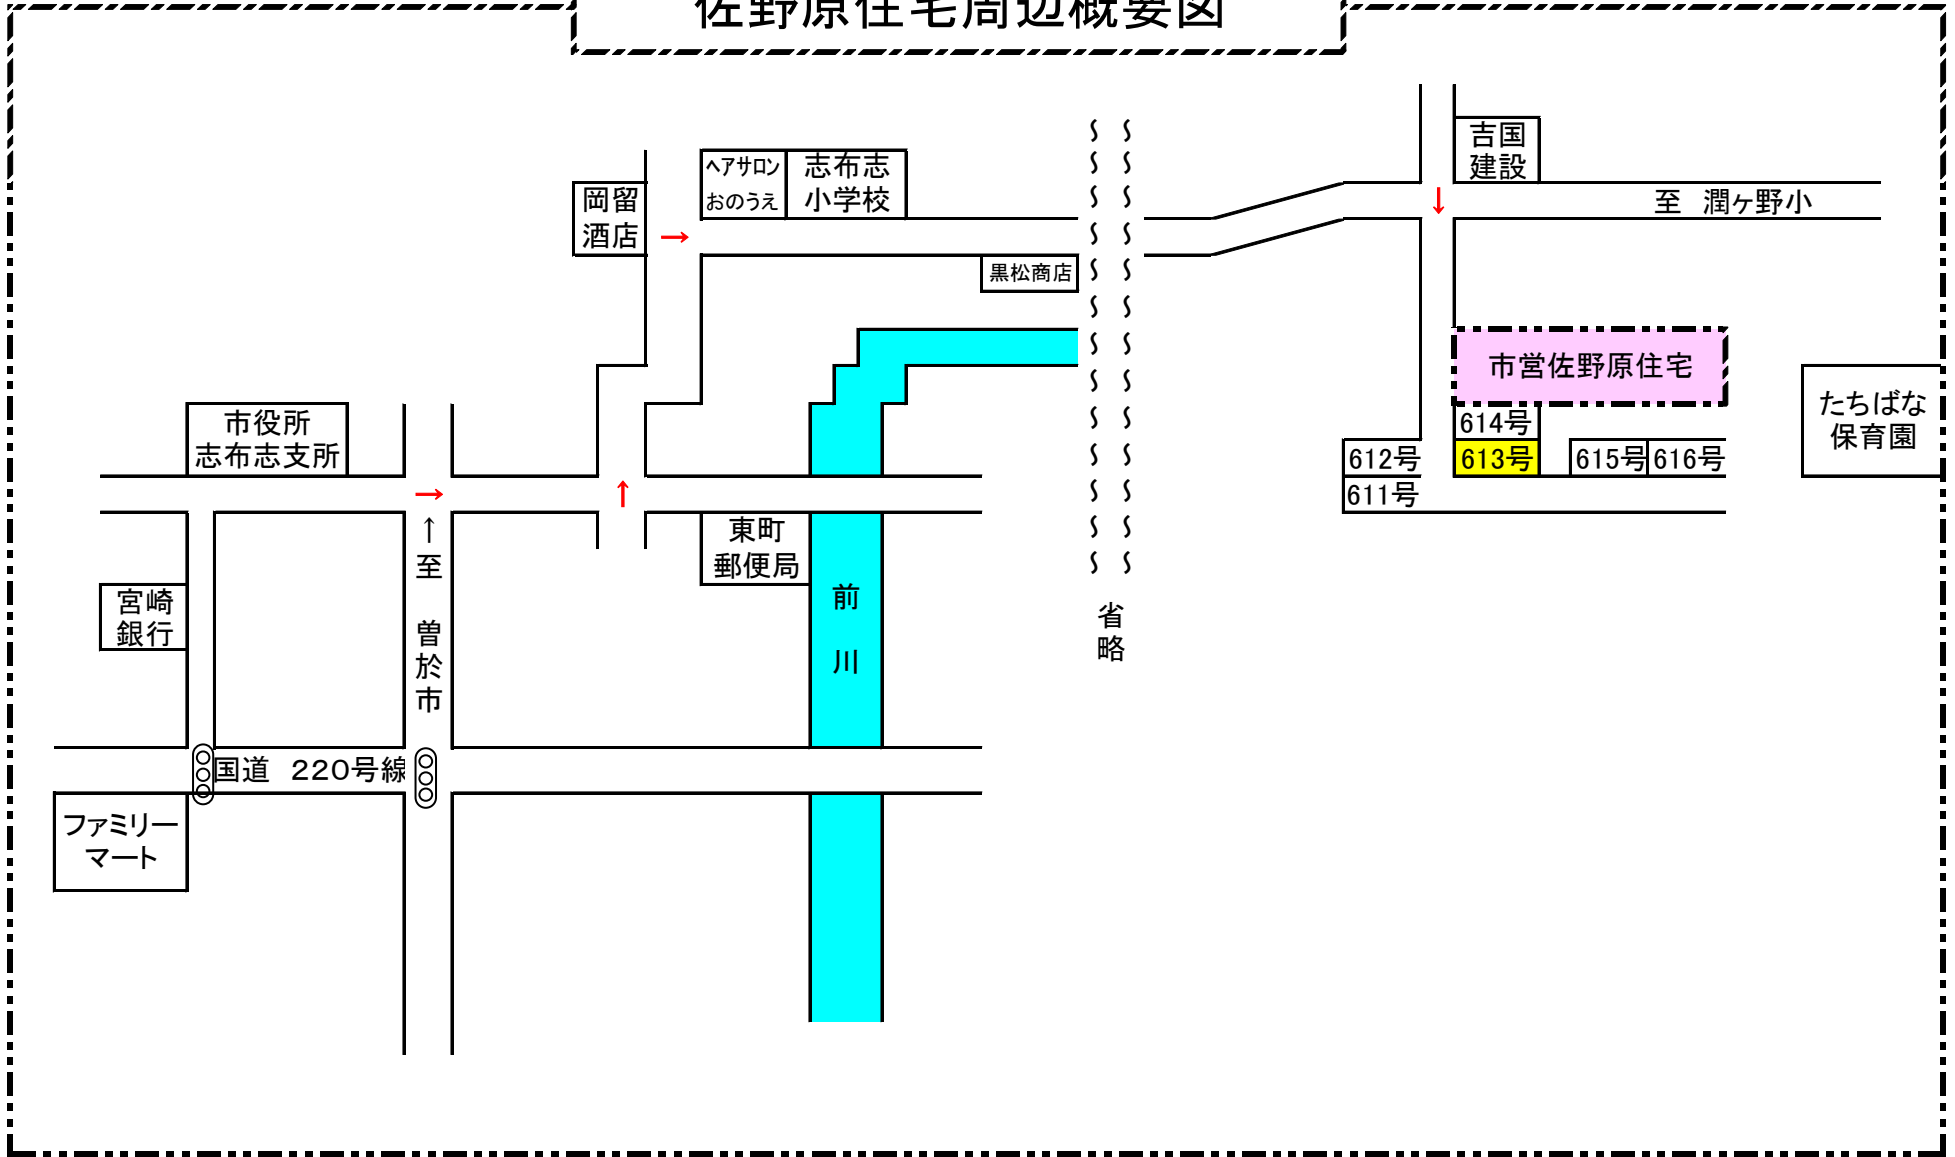 佐野原住宅周辺概要図
吉国
建設
ヘアサロン
おのうえ
志布志
小学校
岡留
酒店
→
↓
至 潤ヶ野小
黒松商店
市営佐野原住宅
たちばな
保育園
市役所
志布志支所
614号
613号
612号
611号
615号
616号
→
↑
↑至 曽於市
東町
郵便局
宮崎
銀行
前川
省略
国道 220号線
ファミリー
マート